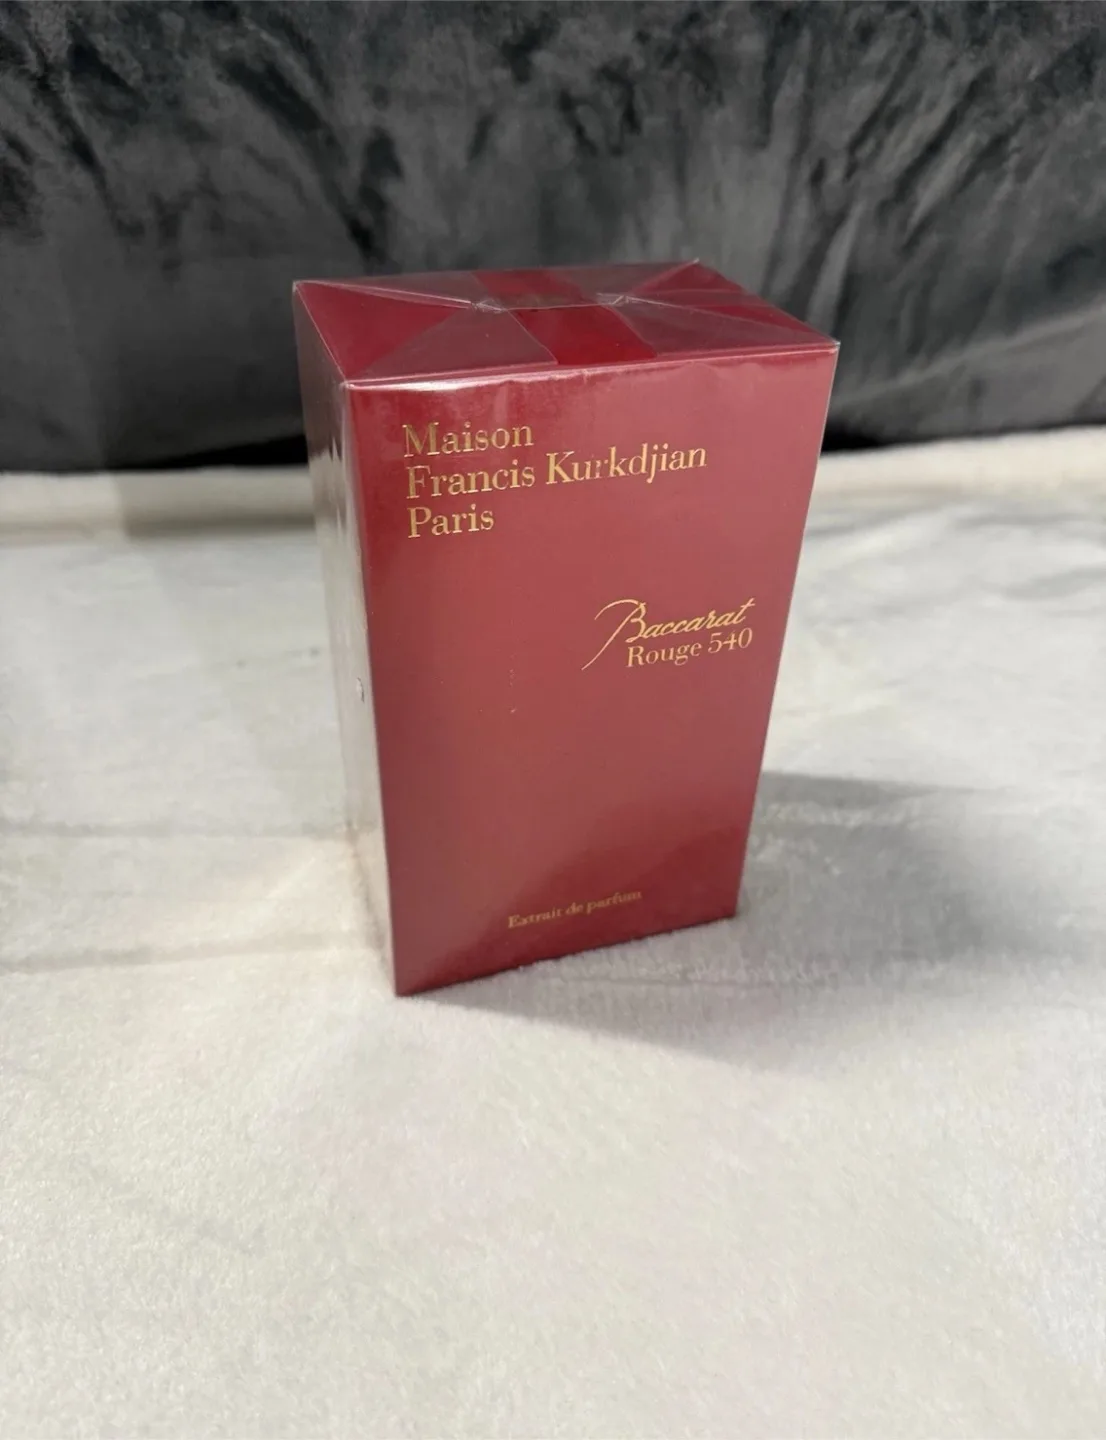 Maison
Francis Kurkdjian
Paris
Baccarat
Rouge 540
Extrait de parfum